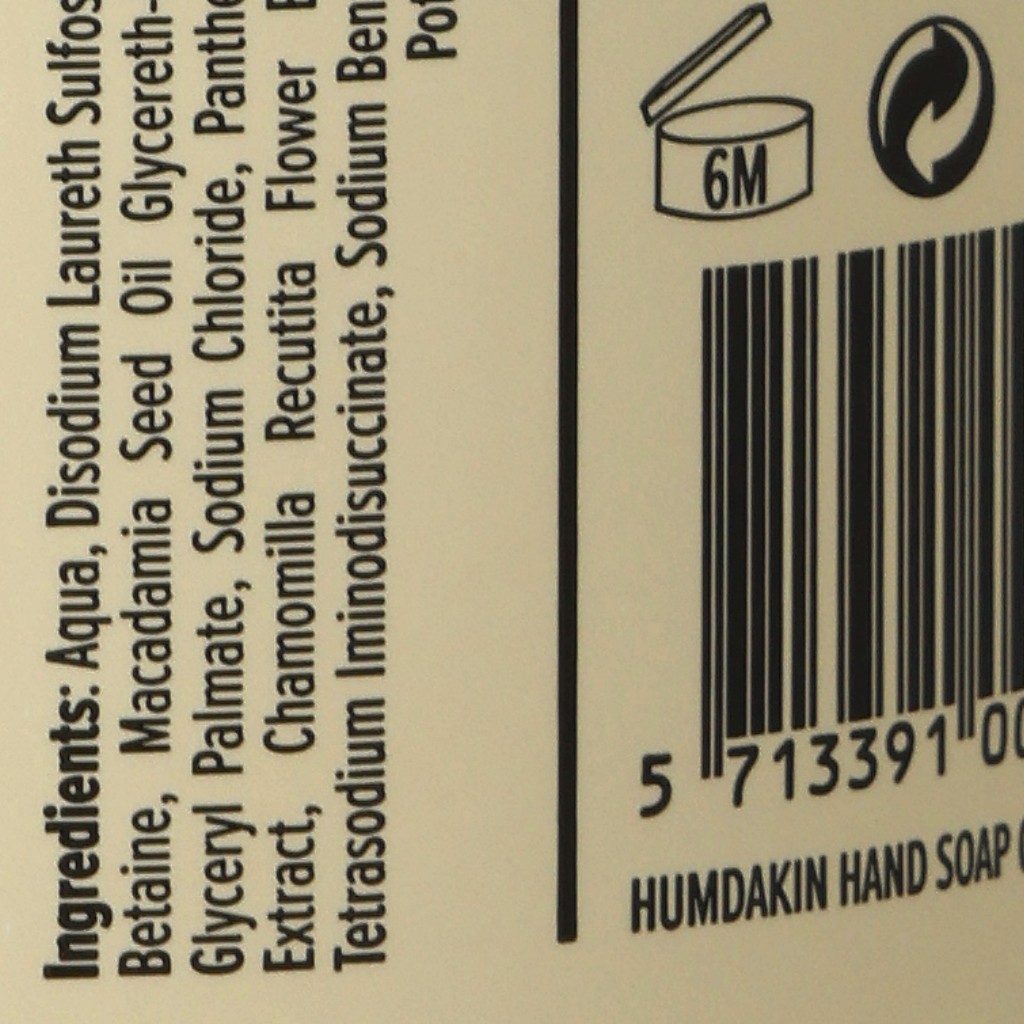 Ingredients: Aqua, Disodium Laureth Sulfos
Betaine, Macadamia Seed Oil Glycereth-
Glyceryl Palmate, Sodium Chloride, Panthe
Extract, Chamomilla Recutita Flower
Tetrasodium Iminodisuccinate, Sodium Ben
Pot
6M
5 713391 00
HUMDAKIN HAND SOAP